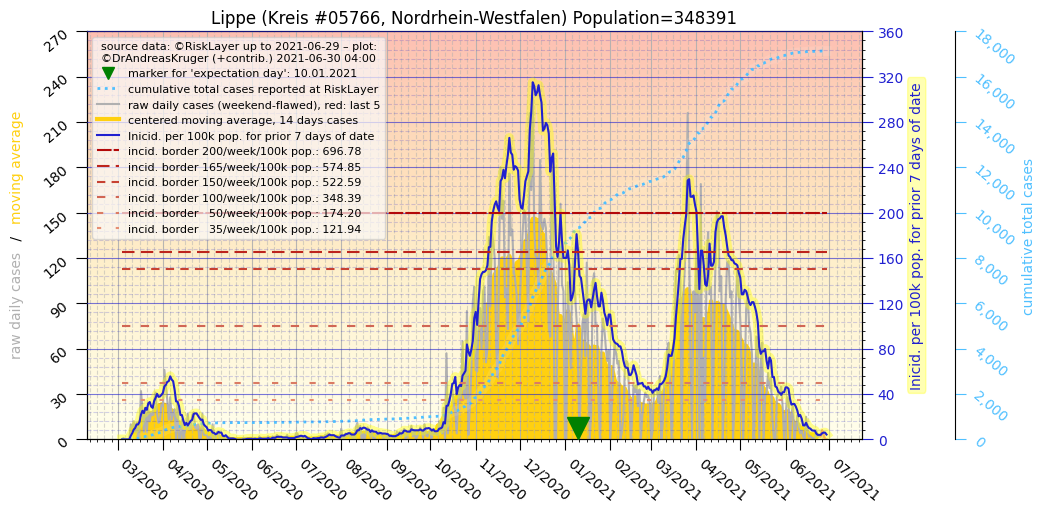 Lippe (Kreis #05766, Nordrhein-Westfalen) Population=348391
source data: ©RiskLayer up to 2021-06-29 – plot:
©DrAndreasKruger (+contrib.) 2021-06-30 04:00
marker for 'expectation day': 10.01.2021
cumulative total cases reported at RiskLayer
raw daily cases (weekend-flawed), red: last 5
centered moving average, 14 days cases
Inicid. per 100k pop. for prior 7 days of date
incid. border 200/week/100k pop.: 696.78
incid. border 165/week/100k pop.: 574.85
incid. border 150/week/100k pop.: 522.59
incid. border 100/week/100k pop.: 348.39
incid. border   50/week/100k pop.: 174.20
incid. border   35/week/100k pop.: 121.94
raw daily cases / moving average
270
240
210
180
150
120
90
60
30
0
03/2020
04/2020
05/2020
06/2020
07/2020
08/2020
09/2020
10/2020
11/2020
12/2020
01/2021
02/2021
03/2021
04/2021
05/2021
06/2021
07/2021
360
320
280
240
200
160
120
80
40
0
Inicid. per 100k pop. for prior 7 days of date
18,000
16,000
14,000
12,000
10,000
8,000
6,000
4,000
2,000
0
cumulative total cases